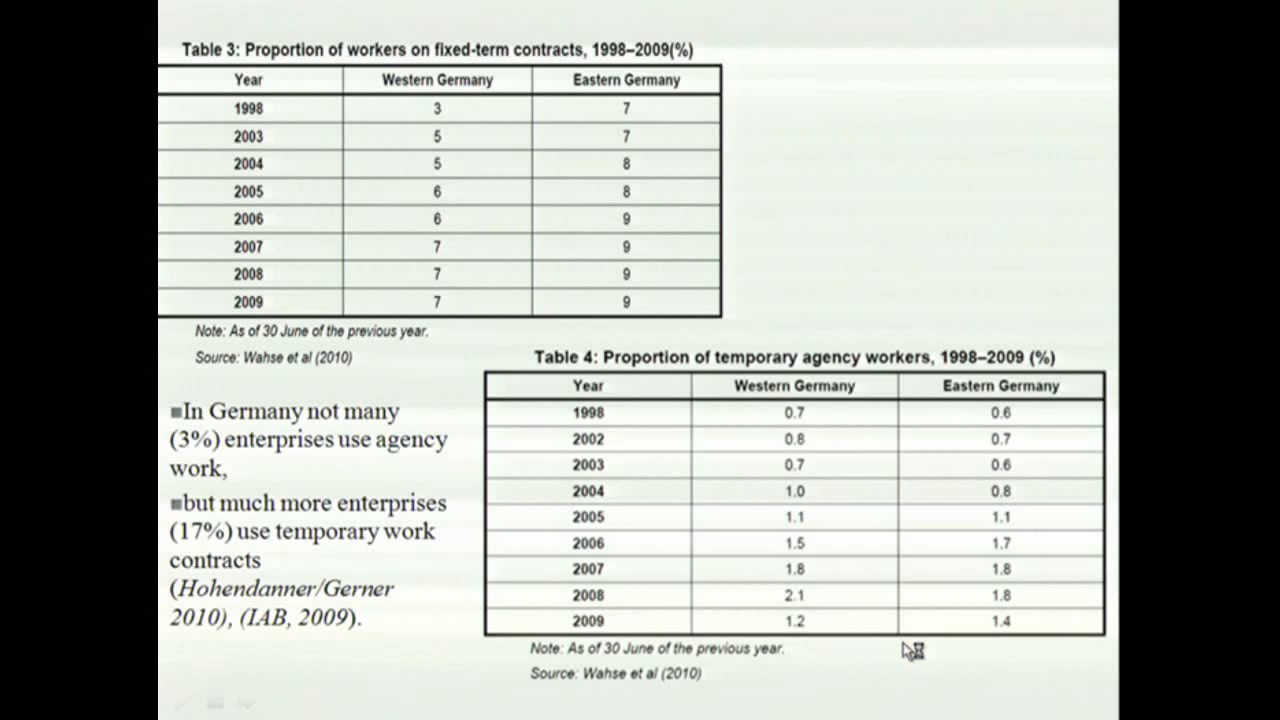 Table 3: Proportion of workers on fixed-term contracts, 1998–2009(%)
Year Western Germany Eastern Germany
1998 3 7
2003 5 7
2004 5 8
2005 6 8
2006 6 9
2007 7 9
2008 7 9
2009 7 9
Note: As of 30 June of the previous year.
Source: Wahse et al (2010)
In Germany not many
(3%) enterprises use agency
work,
but much more enterprises
(17%) use temporary work
contracts
(Hohendanner/Gerner
2010), (IAB, 2009).
Table 4: Proportion of temporary agency workers, 1998–2009 (%)
Year Western Germany Eastern Germany
1998 0.7 0.6
2002 0.8 0.7
2003 0.7 0.6
2004 1.0 0.8
2005 1.1 1.1
2006 1.5 1.7
2007 1.8 1.8
2008 2.1 1.8
2009 1.2 1.4
Note: As of 30 June of the previous year.
Source: Wahse et al (2010)